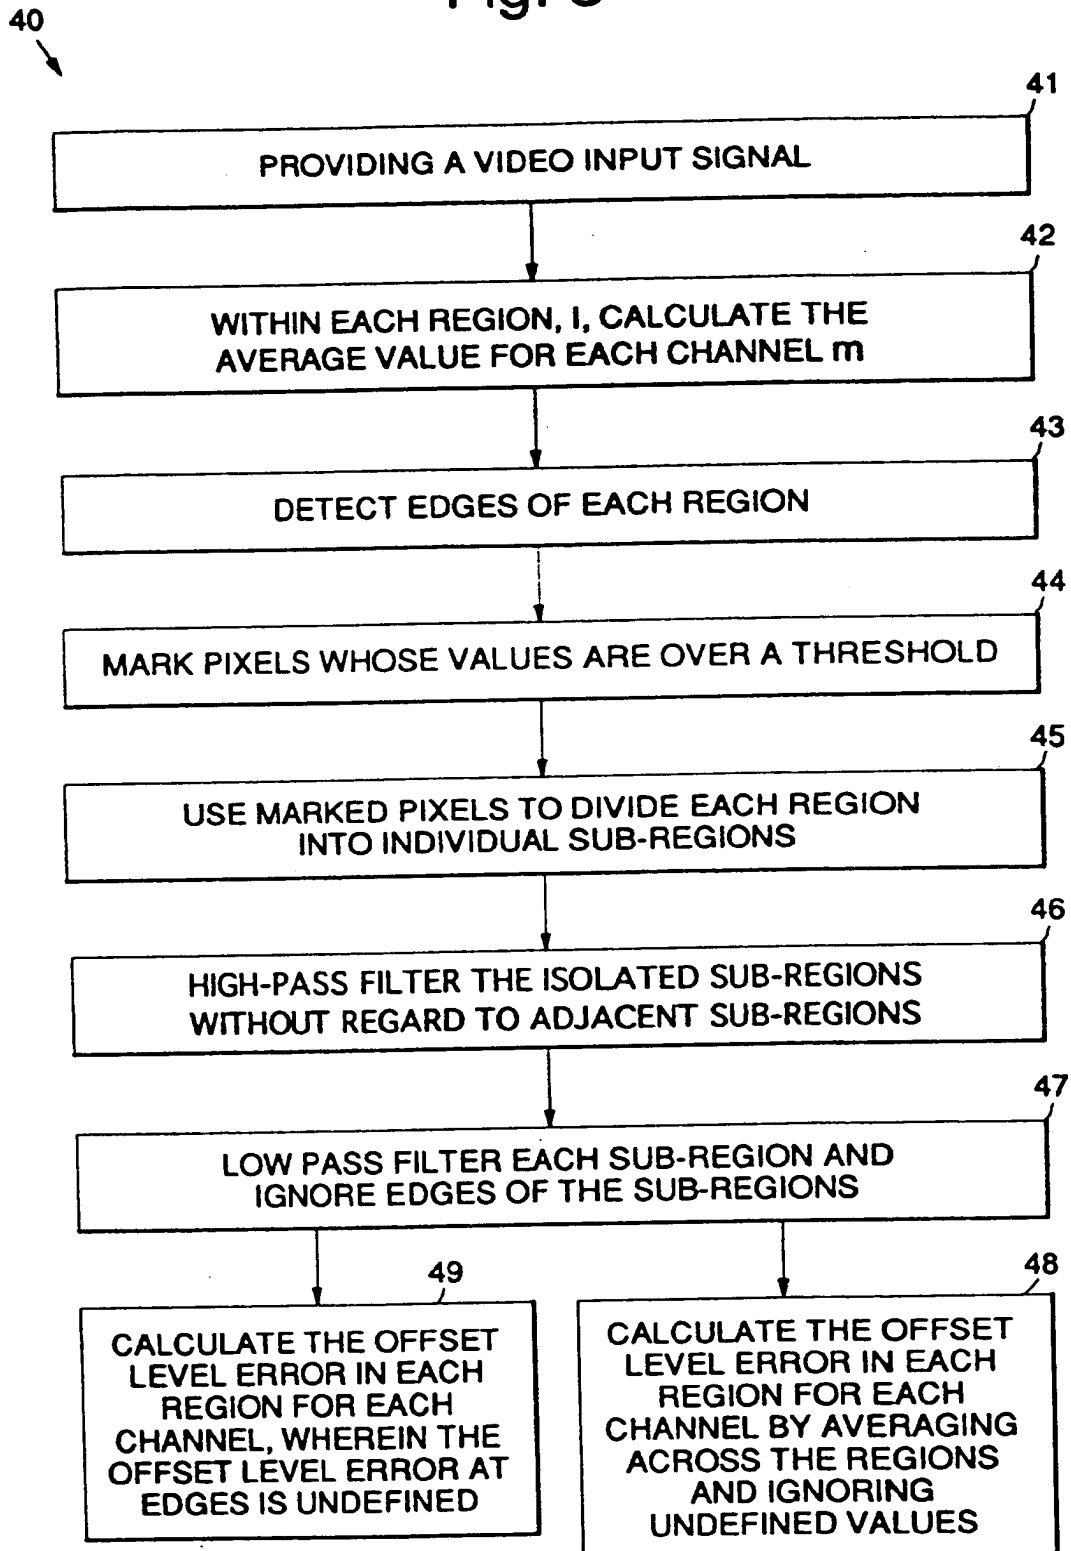 40
41
PROVIDING A VIDEO INPUT SIGNAL
42
WITHIN EACH REGION, I, CALCULATE THE
AVERAGE VALUE FOR EACH CHANNEL m
43
DETECT EDGES OF EACH REGION
44
MARK PIXELS WHOSE VALUES ARE OVER A THRESHOLD
45
USE MARKED PIXELS TO DIVIDE EACH REGION
INTO INDIVIDUAL SUB-REGIONS
46
HIGH-PASS FILTER THE ISOLATED SUB-REGIONS
WITHOUT REGARD TO ADJACENT SUB-REGIONS
47
LOW PASS FILTER EACH SUB-REGION AND
IGNORE EDGES OF THE SUB-REGIONS
49
CALCULATE THE OFFSET
LEVEL ERROR IN EACH
REGION FOR EACH
CHANNEL, WHEREIN THE
OFFSET LEVEL ERROR AT
EDGES IS UNDEFINED
48
CALCULATE THE OFFSET
LEVEL ERROR IN EACH
REGION FOR EACH
CHANNEL BY AVERAGING
ACROSS THE REGIONS
AND IGNORING
UNDEFINED VALUES